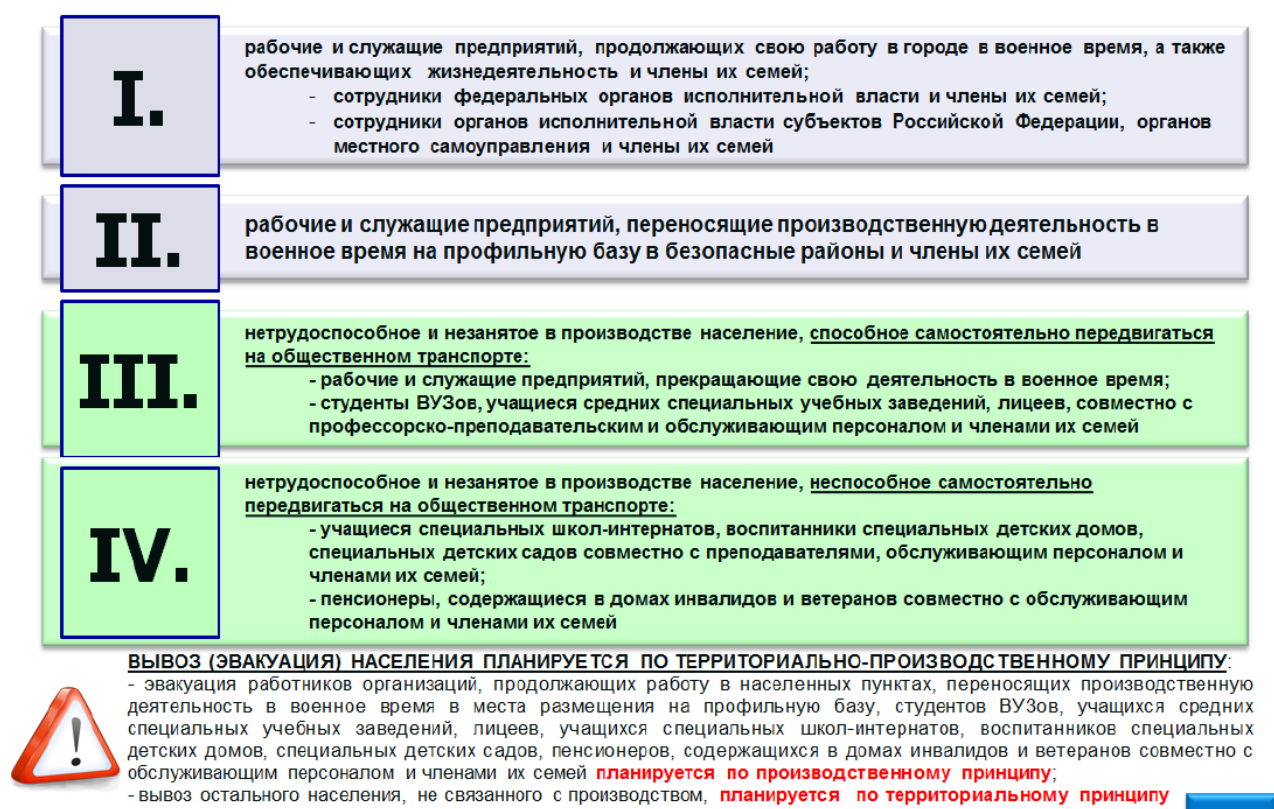 I.
рабочие и служащие предприятий, продолжающих свою работу в городе в военное время, а также
обеспечивающих жизнедеятельность и члены их семей;
- сотрудники федеральных органов исполнительной власти и члены их семей;
- сотрудники органов исполнительной власти субъектов Российской Федерации, органов
местного самоуправления и члены их семей
II.
рабочие и служащие предприятий, переносящие производственную деятельность в
военное время на профильную базу в безопасные районы и члены их семей
III.
нетрудоспособное и незанятое в производстве население, способное самостоятельно передвигаться
на общественном транспорте:
- рабочие и служащие предприятий, прекращающие свою деятельность в военное время;
- студенты ВУЗов, учащиеся средних специальных учебных заведений, лицеев, совместно с
профессорско-преподавательским и обслуживающим персоналом и членами их семей
IV.
нетрудоспособное и незанятое в производстве население, неспособное самостоятельно
передвигаться на общественном транспорте:
- учащиеся специальных школ-интернатов, воспитанники специальных детских домов,
специальных детских садов совместно с преподавателями, обслуживающим персоналом и
членами их семей;
- пенсионеры, содержащиеся в домах инвалидов и ветеранов совместно с обслуживающим
персоналом и членами их семей
ВЫВОЗ (ЭВАКУАЦИЯ) НАСЕЛЕНИЯ ПЛАНИРУЕТСЯ ПО ТЕРРИТОРИАЛЬНО-ПРОИЗВОДСТВЕННОМУ ПРИНЦИПУ:
- эвакуация работников организаций, продолжающих работу в населенных пунктах, переносящих производственную
деятельность в военное время в места размещения на профильную базу, студентов ВУЗов, учащихся средних
специальных учебных заведений, лицеев, учащихся специальных школ-интернатов, воспитанников специальных
детских домов, специальных детских садов, пенсионеров, содержащихся в домах инвалидов и ветеранов совместно с
обслуживающим персоналом и членами их семей планируется по производственному принципу;
- вывоз остального населения, не связанного с производством, планируется по территориальному принципу